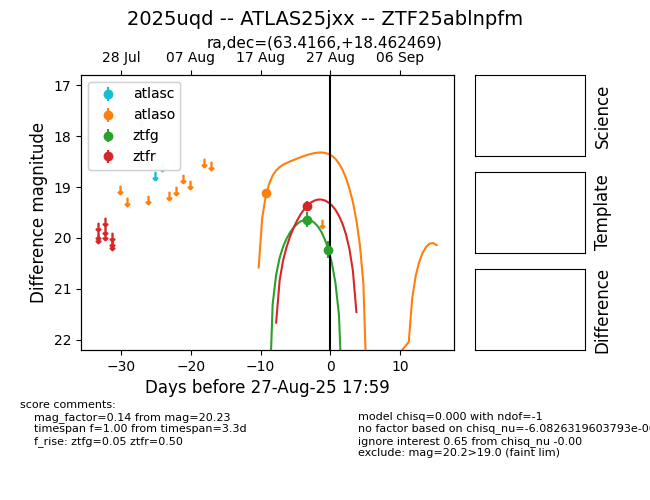 2025uqd -- ATLAS25jxx -- ZTF25ablnpfm
ra,dec=(63.4166,+18.462469)
28 Jul 07 Aug 17 Aug 27 Aug 06 Sep
atlasc
atlaso
ztfg
ztfr
17
18
19
20
21
22
Difference magnitude
−30 −20 −10 0 10
Days before 27-Aug-25 17:59
Science
Template
Difference
score comments:
mag_factor=0.14 from mag=20.23
timespan f=1.00 from timespan=3.3d
f_rise: ztfg=0.05 ztfr=0.50
model chisq=0.000 with ndof=-1
no factor based on chisq_nu=-6.0826319603793e-0
ignore interest 0.65 from chisq_nu -0.00
exclude: mag=20.2>19.0 (faint lim)